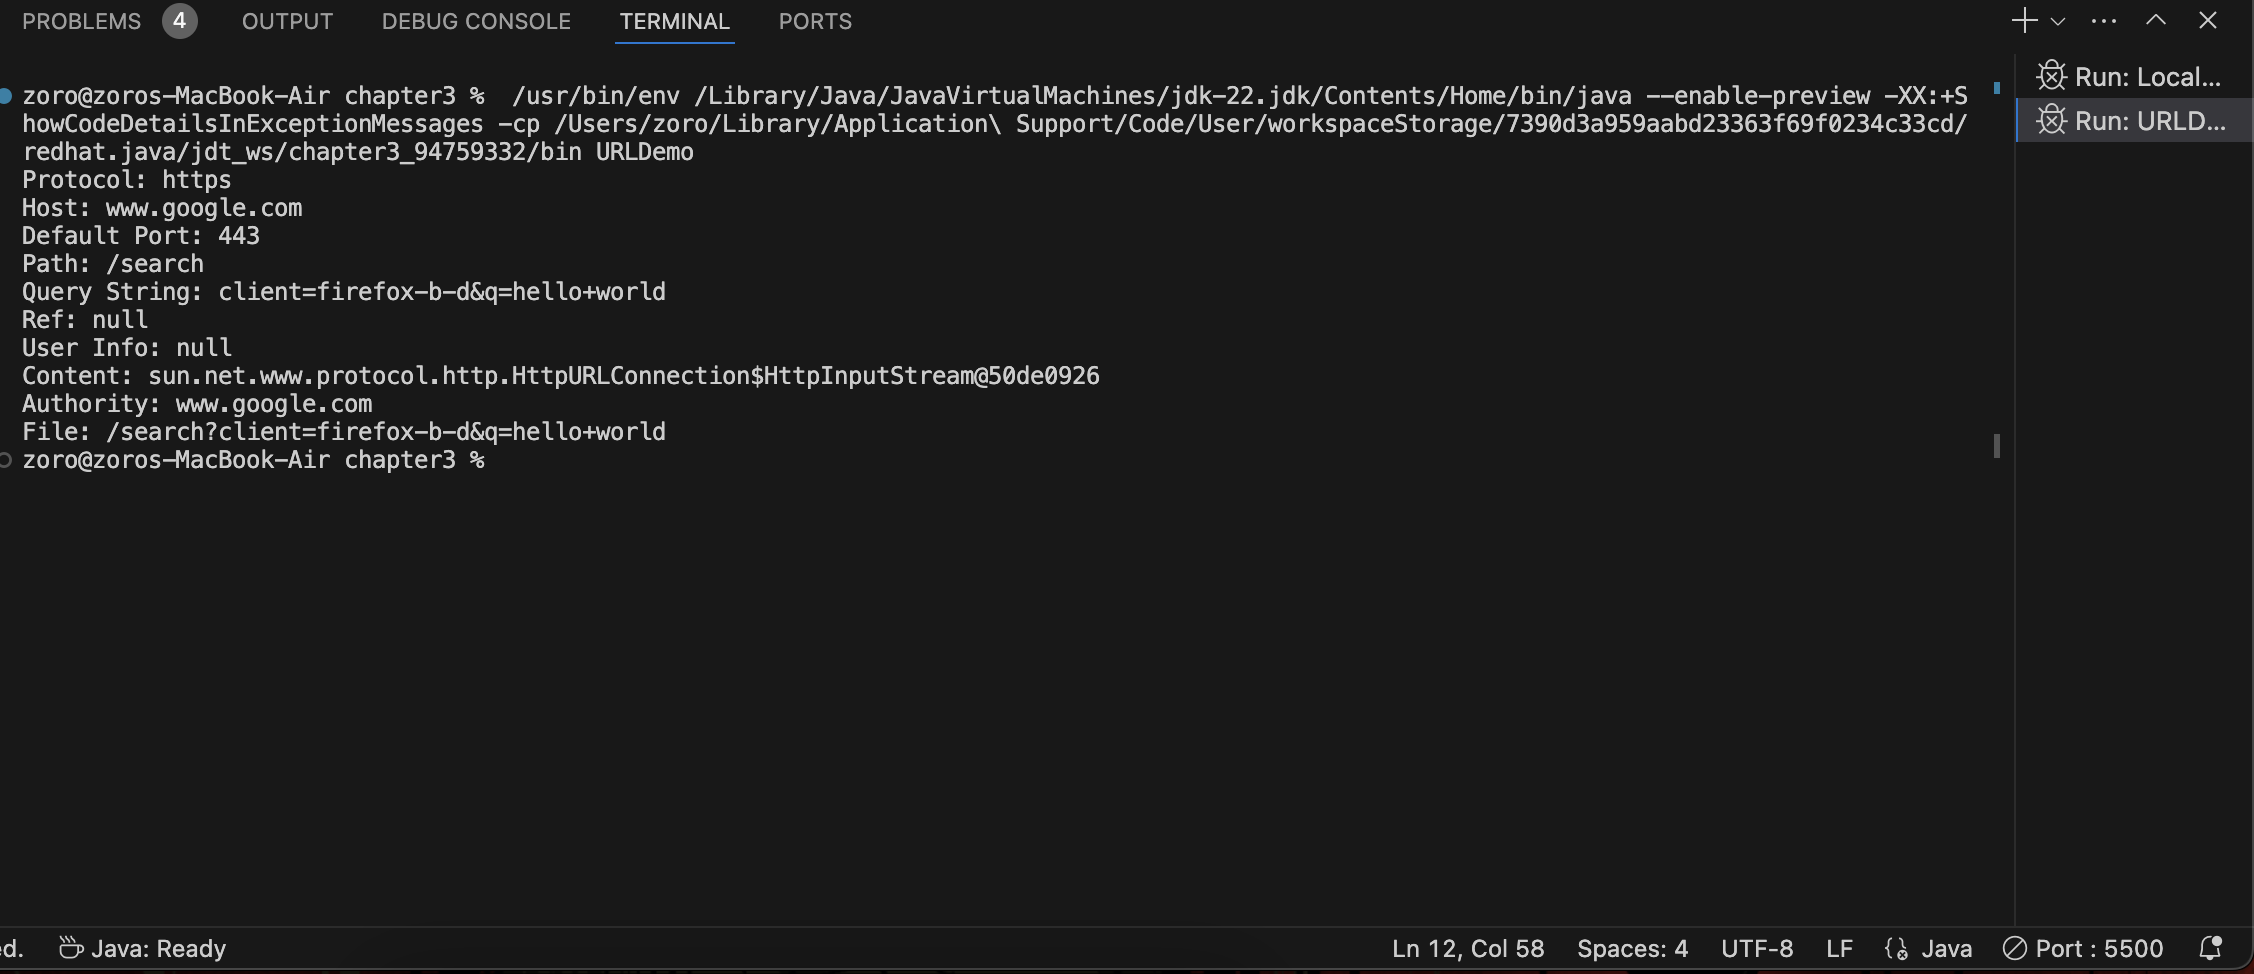 PROBLEMS 4 OUTPUT DEBUG CONSOLE TERMINAL PORTS
zoro@zoros-MacBook-Air chapter3 %  /usr/bin/env /Library/Java/JavaVirtualMachines/jdk-22.jdk/Contents/Home/bin/java --enable-preview -XX:+S
howCodeDetailsInExceptionMessages -cp /Users/zoro/Library/Application\ Support/Code/User/workspaceStorage/7390d3a959aabd23363f69f0234c33cd/
redhat.java/jdt_ws/chapter3_94759332/bin URLDemo
Protocol: https
Host: www.google.com
Default Port: 443
Path: /search
Query String: client=firefox-b-d&q=hello+world
Ref: null
User Info: null
Content: sun.net.www.protocol.http.HttpURLConnection$HttpInputStream@50de0926
Authority: www.google.com
File: /search?client=firefox-b-d&q=hello+world
zoro@zoros-MacBook-Air chapter3 %
Run: Local...
Run: URLD...
ed. Java: Ready Ln 12, Col 58 Spaces: 4 UTF-8 LF Java Port : 5500